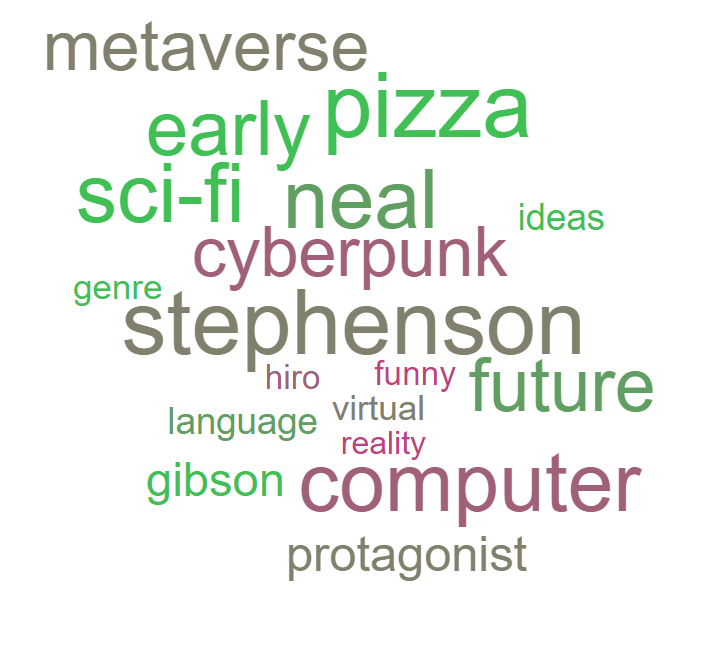 metaverse
early pizza
sci-fi neal ideas
cyberpunk
genre
stephenson
hiro funny future
language virtual
reality
gibson computer
protagonist